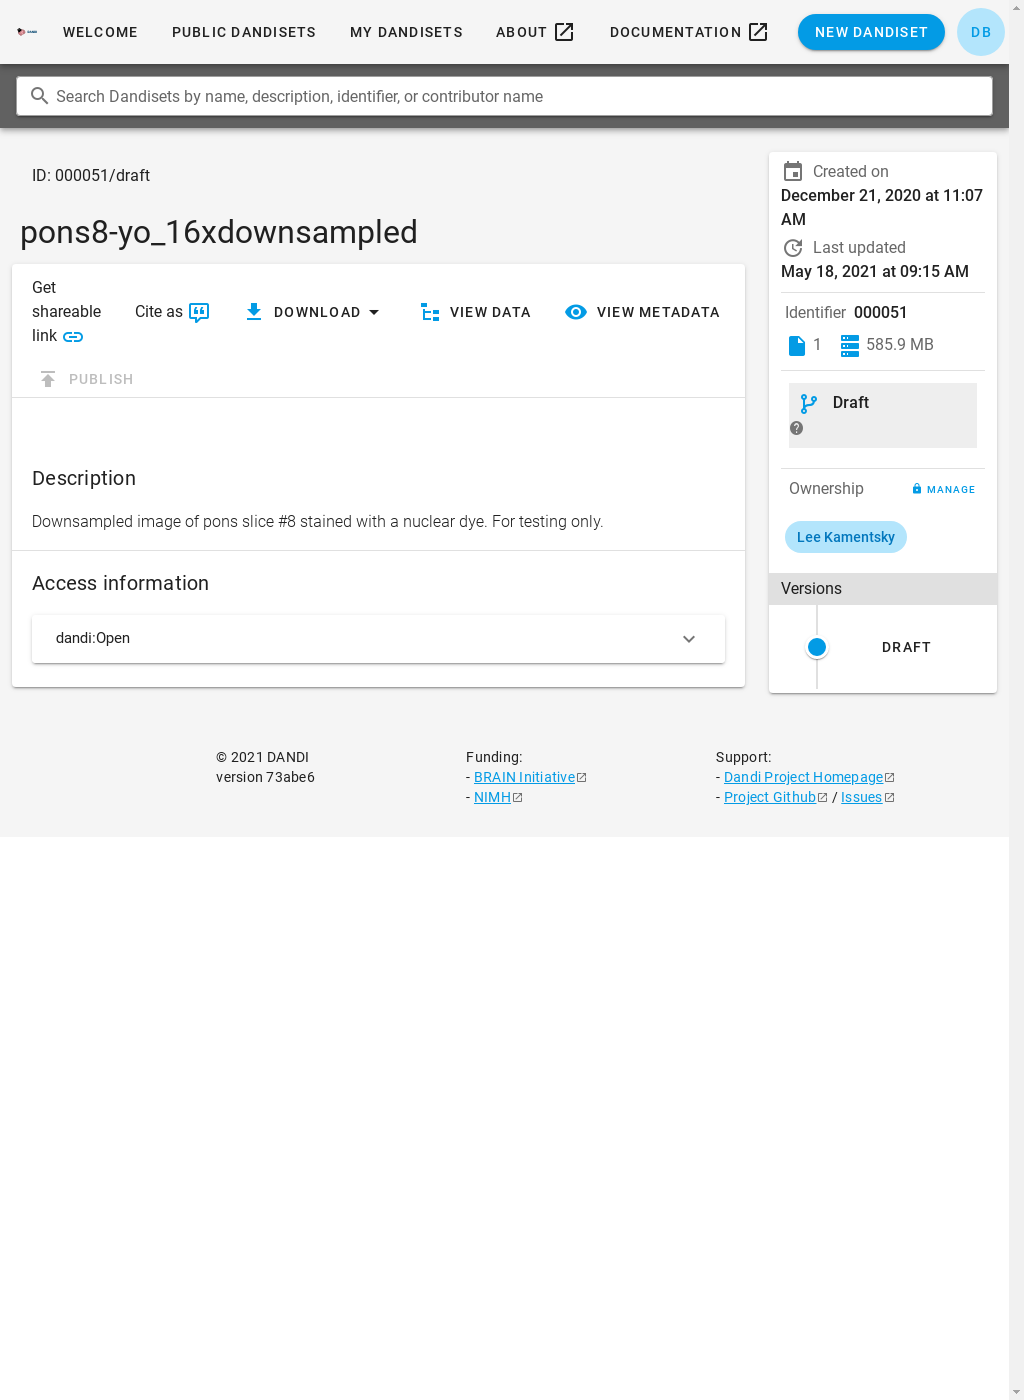 WELCOME
PUBLIC DANDISETS
MY DANDISETS
ABOUT
DOCUMENTATION
NEW DANDISET
DB
Search Dandisets by name, description, identifier, or contributor name
ID: 000051/draft
pons8-yo_16xdownsampled
Get
shareable
link
Cite as
DOWNLOAD
VIEW DATA
VIEW METADATA
PUBLISH
Description
Downsampled image of pons slice #8 stained with a nuclear dye. For testing only.
Access information
dandi:Open
Created on
December 21, 2020 at 11:07
AM
Last updated
May 18, 2021 at 09:15 AM
Identifier 000051
1
585.9 MB
Draft
Ownership
MANAGE
Lee Kamentsky
Versions
DRAFT
© 2021 DANDI
version 73abe6
Funding:
- BRAIN Initiative
- NIMH
Support:
- Dandi Project Homepage
- Project Github / Issues